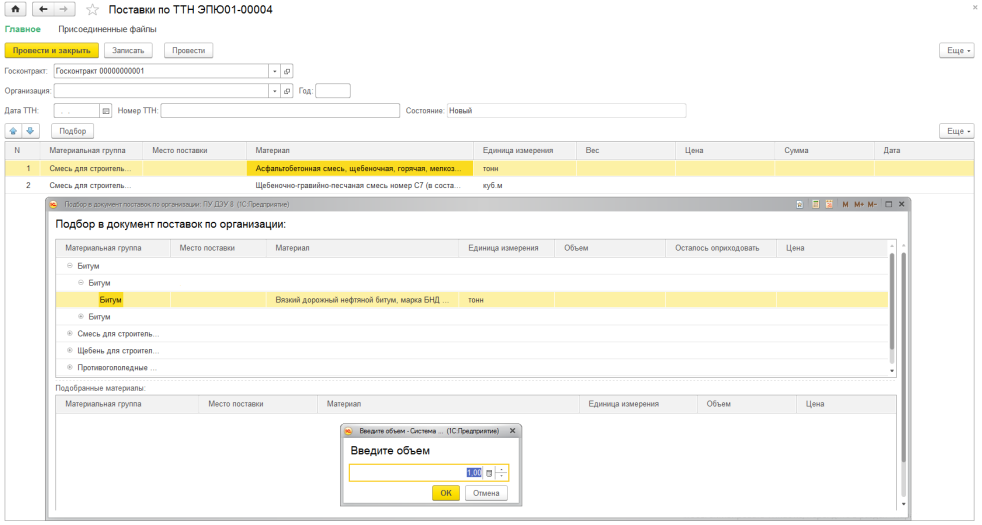 Поставки по ТТН ЭПЮ01-00004
Главное Присоединенные файлы
Провести и закрыть Записать Провести Еще
Госконтракт: Госконтракт 00000000001
Организация: Год:
Дата ТТН: . . Номер ТТН: Состояние: Новый
Подбор Еще
N Материальная группа Место поставки Материал Единица измерения Вес Цена Сумма Дата
1 Смесь для строитель... Асфальтобетонная смесь, щебеночная, горячая, мелкоз... тонн
2 Смесь для строитель... Щебеночно-гравийно-песчаная смесь номер С7 (в соста... куб.м
Подбор в документ поставок по организации: ПУ ДЭУ 8 (1С:Предприятие) M M+ M-
Подбор в документ поставок по организации:
Материальная группа Место поставки Материал Единица измерения Объем Осталось оприходовать Цена
Битум
Битум
Битум Вязкий дорожный нефтяной битум, марка БНД ... тонн
Битум
Смесь для строитель...
Щебень для строител...
Противогололедные ...
Подобранные материалы:
Материальная группа Место поставки Материал Единица измерения Объем Цена
Введите объем - Система ... (1С:Предприятие)
Введите объем
1,00
ОК Отмена